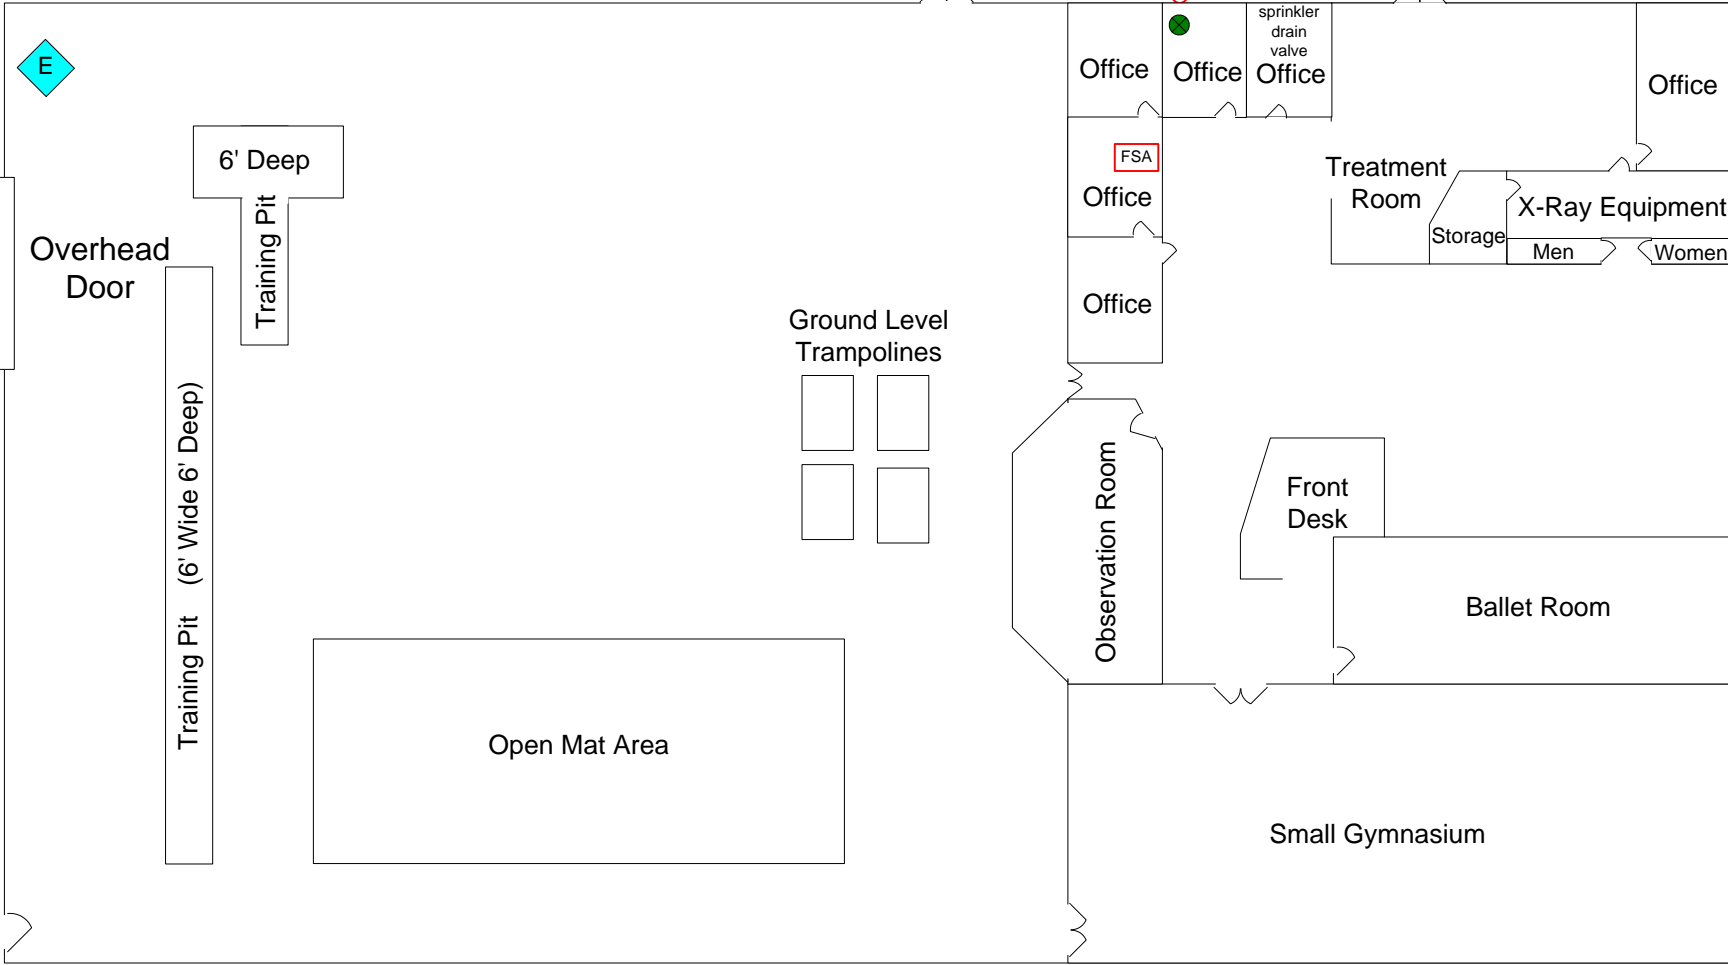 E
6' Deep
Training Pit
Overhead
Door
Training Pit (6' Wide 6' Deep)
Ground Level
Trampolines
Open Mat Area
Office
Office
sprinkler
drain
valve
Office
Office
FSA
Office
Treatment
Room
Storage
X-Ray Equipment
Men
Women
Office
Observation Room
Front
Desk
Ballet Room
Small Gymnasium